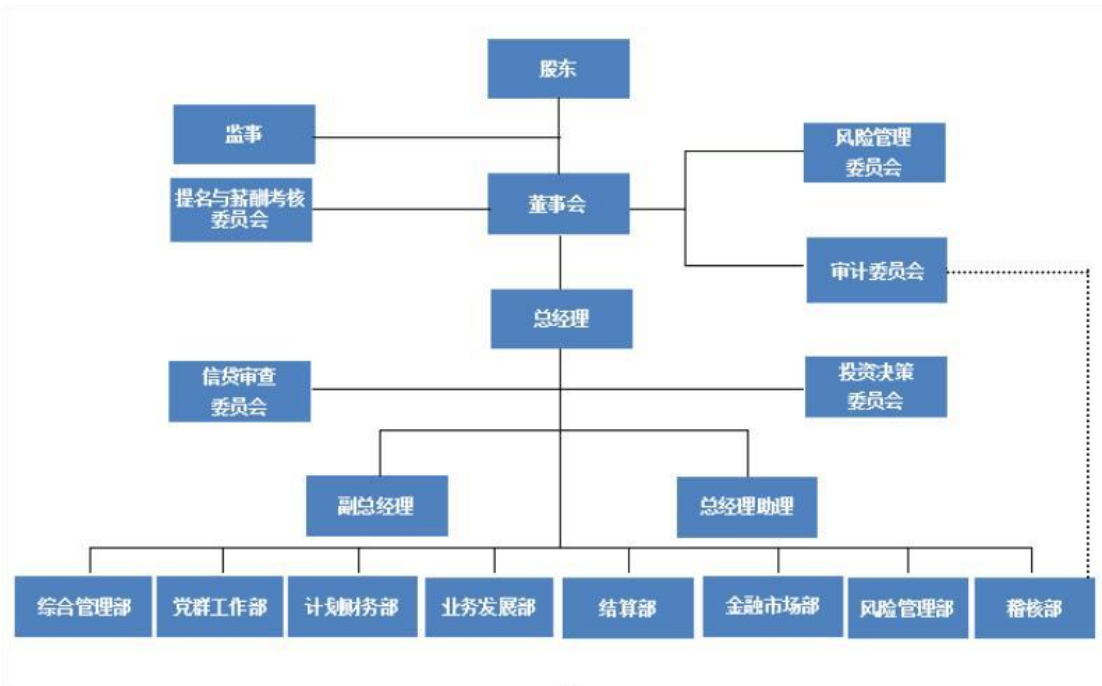 股东
监事
风险管理
委员会
提名与薪酬考核
委员会
董事会
审计委员会
总经理
信贷审查
委员会
投资决策
委员会
副总经理
总经理助理
综合管理部
党群工作部
计划财务部
业务发展部
结算部
金融市场部
风险管理部
稽核部